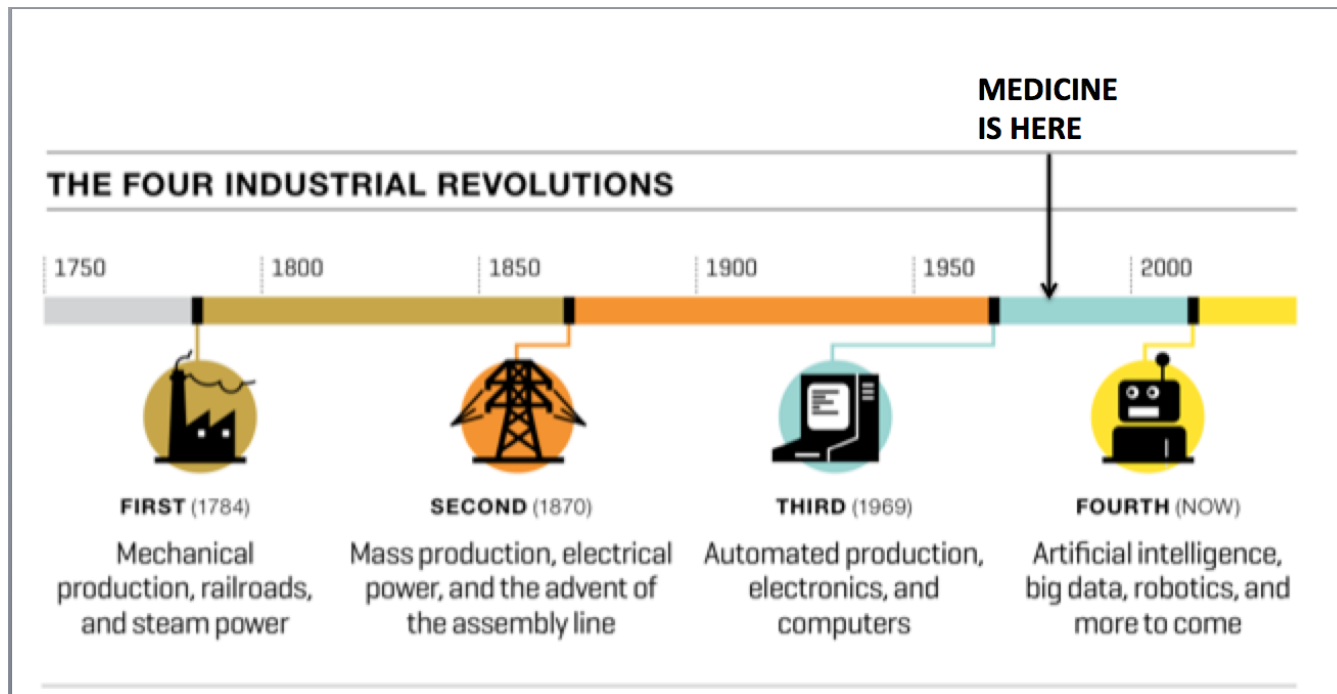 MEDICINE
IS HERE
THE FOUR INDUSTRIAL REVOLUTIONS
1750 1800 1850 1900 1950 2000
FIRST (1784)
Mechanical
production, railroads,
and steam power
SECOND (1870)
Mass production, electrical
power, and the advent of
the assembly line
THIRD (1969)
Automated production,
electronics, and
computers
FOURTH (NOW)
Artificial intelligence,
big data, robotics, and
more to come